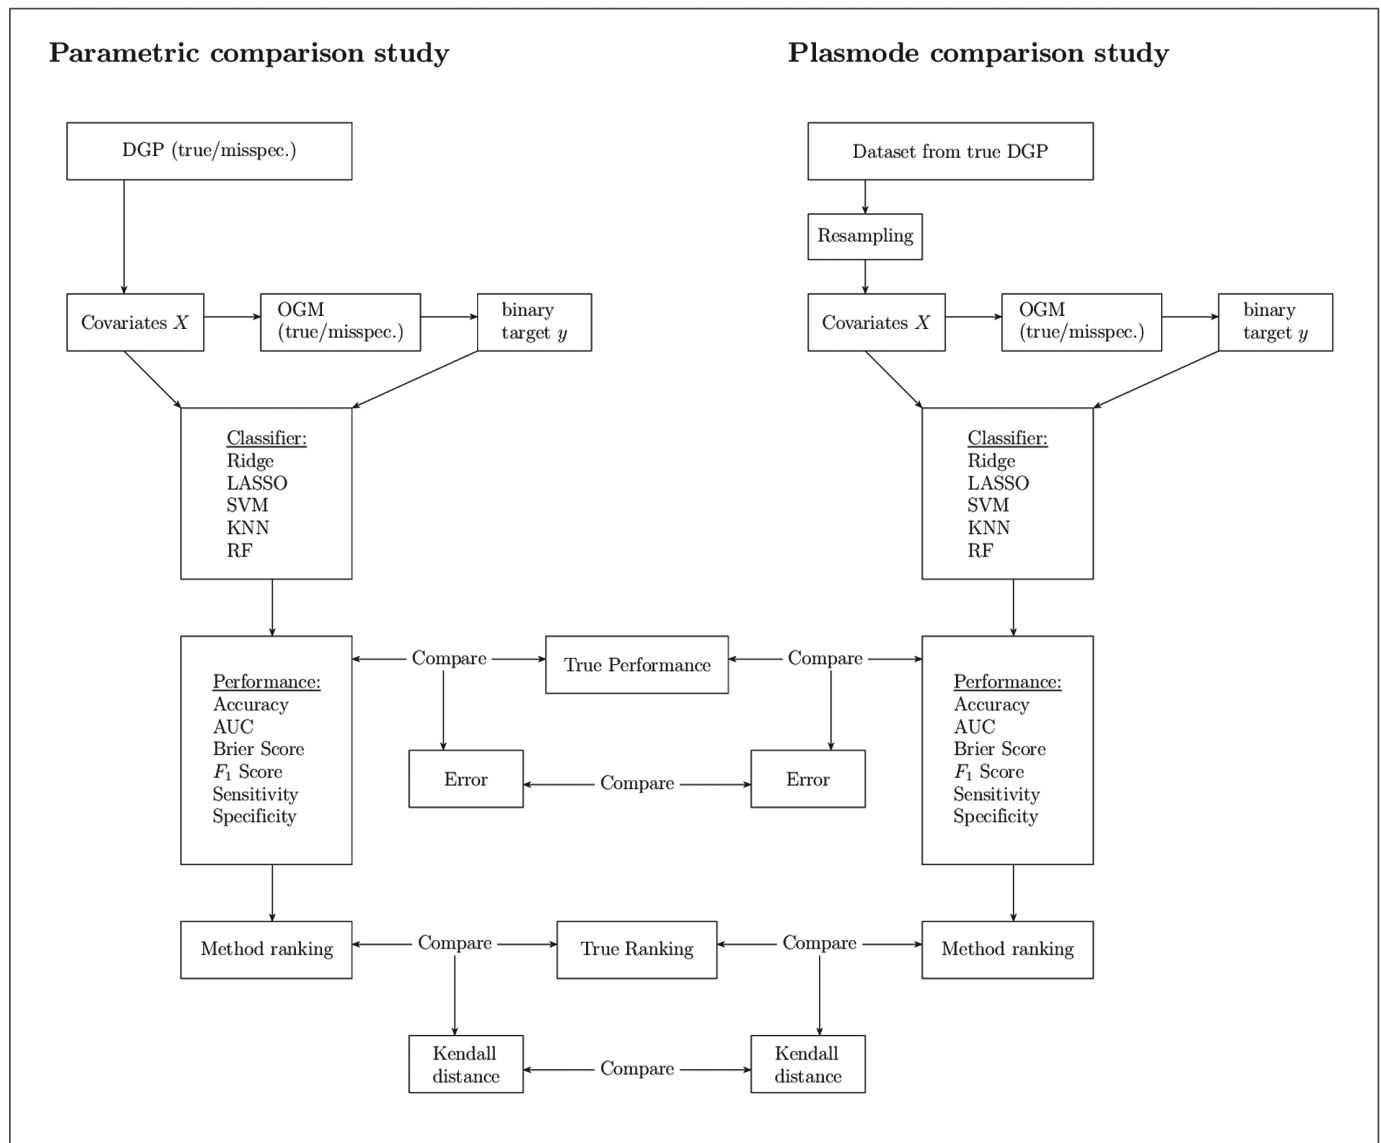 Parametric comparison study
Plasmode comparison study
DGP (true/misspec.)
Dataset from true DGP
Resampling
Covariates X
OGM
(true/misspec.)
binary
target y
Covariates X
OGM
(true/misspec.)
binary
target y
Classifier:
Ridge
LASSO
SVM
KNN
RF
Classifier:
Ridge
LASSO
SVM
KNN
RF
Performance:
Accuracy
AUC
Brier Score
F₁ Score
Sensitivity
Specificity
Compare
True Performance
Compare
Performance:
Accuracy
AUC
Brier Score
F₁ Score
Sensitivity
Specificity
Error
Compare
Error
Method ranking
Compare
True Ranking
Compare
Method ranking
Kendall
distance
Compare
Kendall
distance